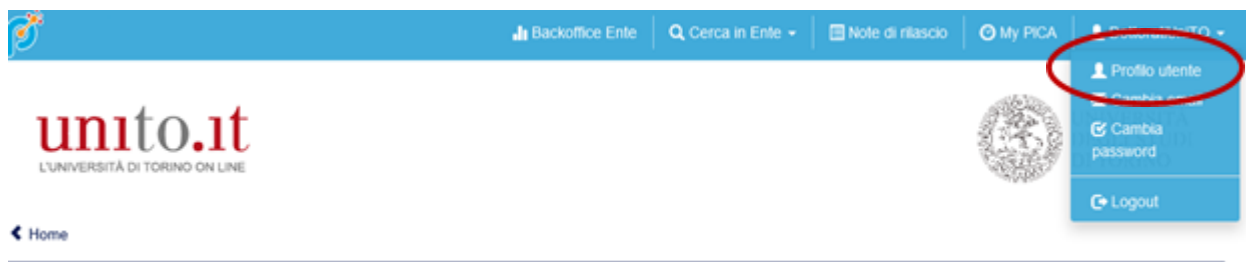 Backoffice Ente
Cerca in Ente
Note di rilascio
My PICA
Profilo utente
Cambia
password
Logout
unito.it
L'UNIVERSITÀ DI TORINO ON LINE
Home